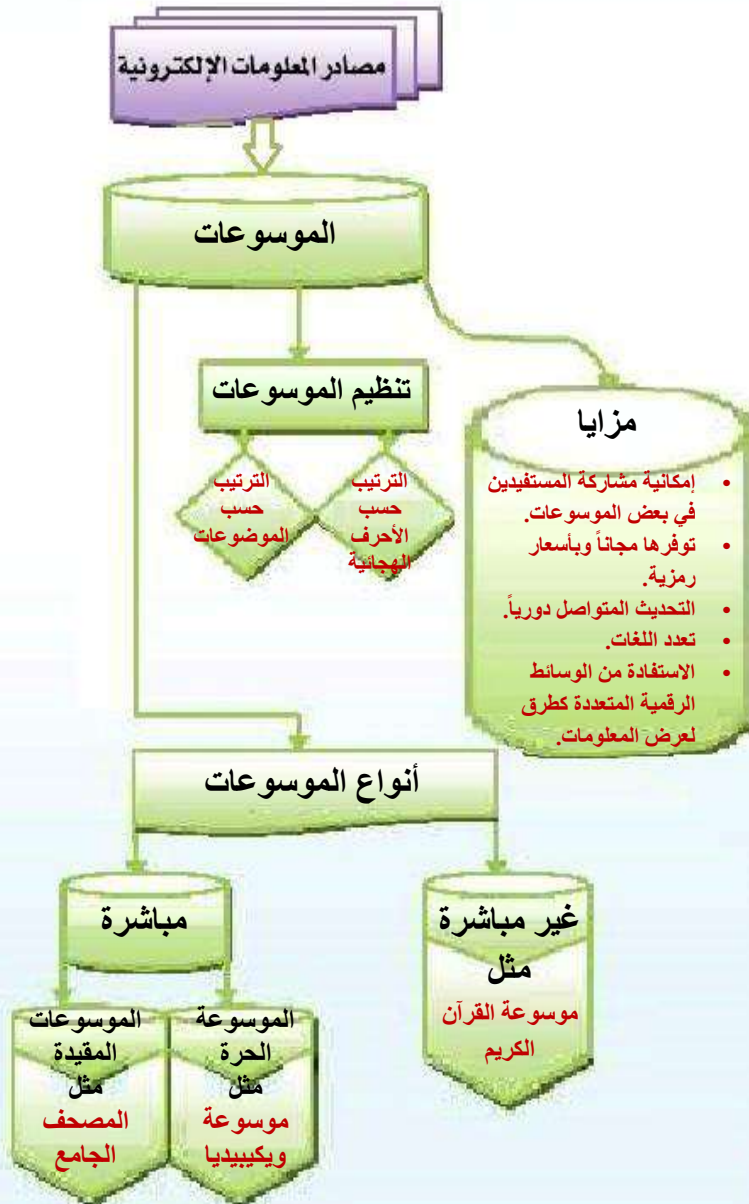 مصادر المعلومات الإلكترونية
الموسوعات
تنظيم الموسوعات
الترتيب
حسب
الأحرف
الهجائية
الترتيب
حسب
الموضوعات
مزايا
• إمكانية مشاركة المستفيدين
في بعض الموسوعات.
• توفرها مجاناً وبأسعار
رمزية.
• التحديث المتواصل دورياً.
• تعدد اللغات.
• الاستفادة من الوسائط
الرقمية المتعددة كطرق
لعرض المعلومات.
أنواع الموسوعات
غير مباشرة
مثل
موسوعة القرآن
الكريم
مباشرة
الموسوعة
الحرة
مثل
موسوعة
ويكيبيديا
الموسوعات
المقيدة
مثل
المصحف
الجامع